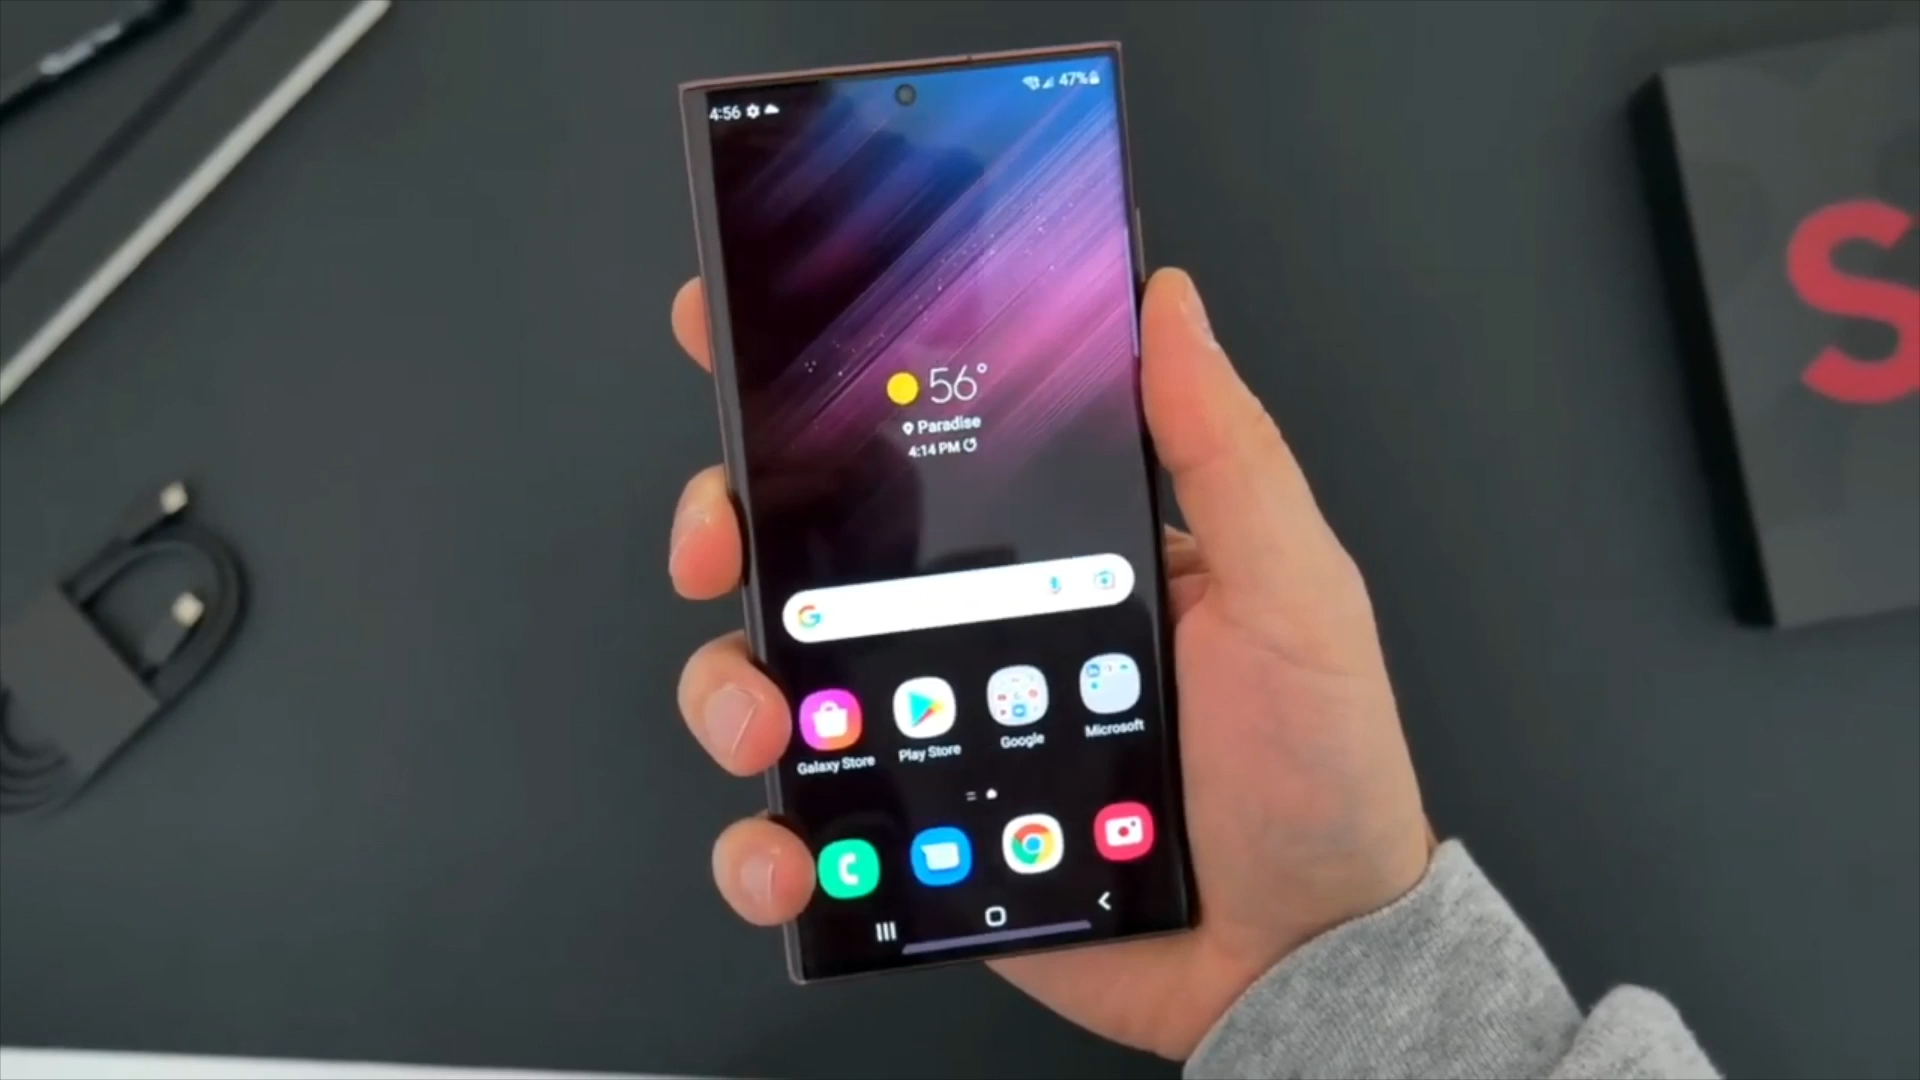 4:56
47%
56°
Paradise
4:14 PM
G
Galaxy Store
Play Store
Google
Microsoft
S